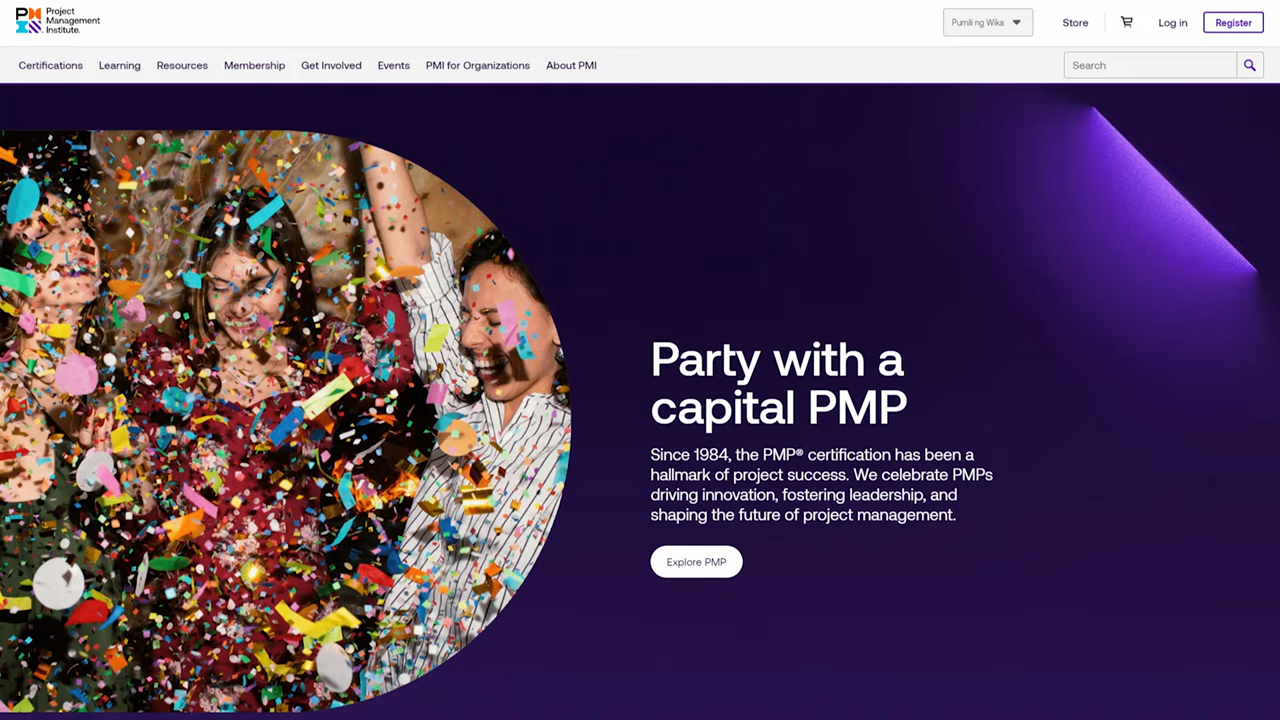 Project
Management
Institute.
Pumili ng Wika
Store
Log in
Register
Certifications
Learning
Resources
Membership
Get Involved
Events
PMI for Organizations
About PMI
Search
Party with a
capital PMP
Since 1984, the PMP® certification has been a
hallmark of project success. We celebrate PMPs
driving innovation, fostering leadership, and
shaping the future of project management.
Explore PMP